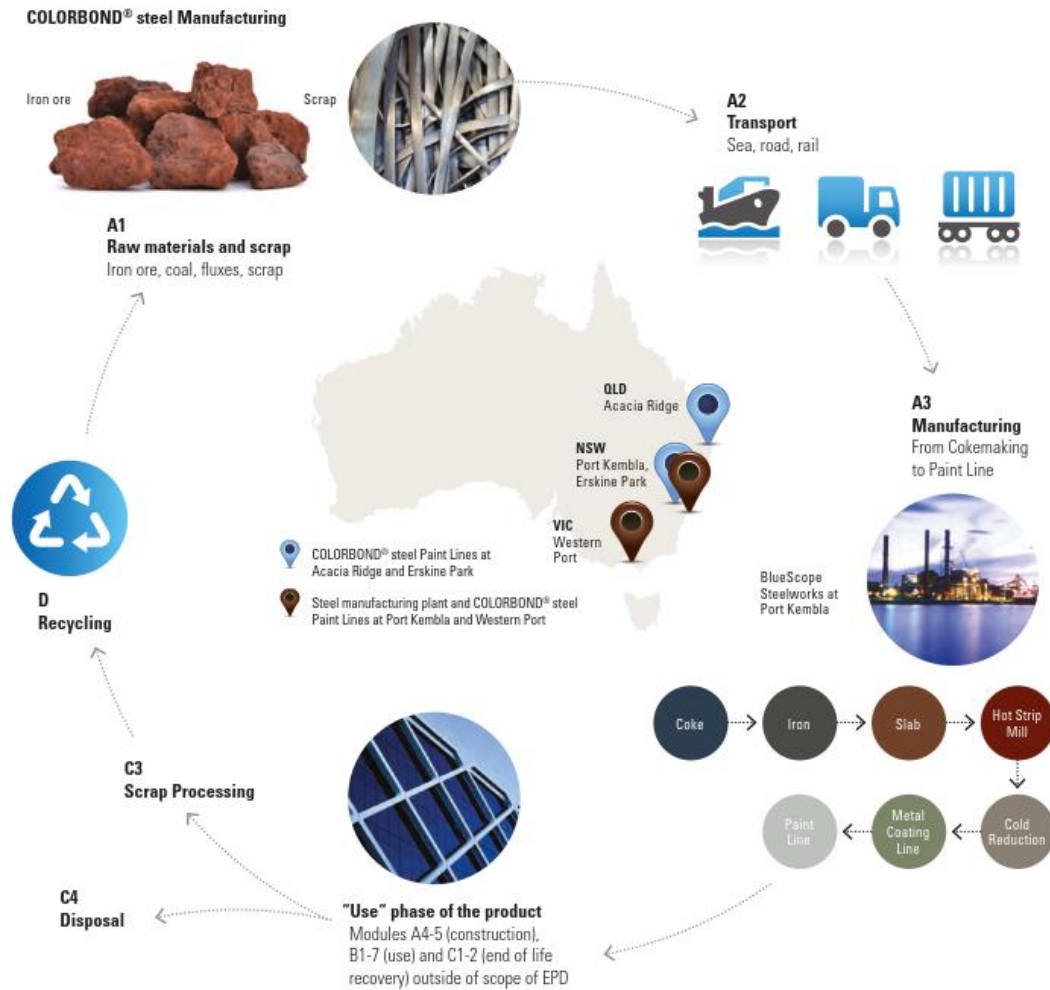 COLORBOND® steel Manufacturing
Iron ore
Scrap
A1
Raw materials and scrap
Iron ore, coal, fluxes, scrap
A2
Transport
Sea, road, rail
A3
Manufacturing
From Cokemaking
to Paint Line
BlueScope
Steelworks at
Port Kembla
QLD
Acacia Ridge
NSW
Port Kembla,
Erskine Park
VIC
Western
Port
COLORBOND® steel Paint Lines at
Acacia Ridge and Erskine Park
Steel manufacturing plant and COLORBOND® steel
Paint Lines at Port Kembla and Western Port
Coke
Iron
Slab
Hot Strip
Mill
Cold
Reduction
Metal
Coating
Line
Paint
Line
"Use" phase of the product
Modules A4-5 (construction),
B1-7 (use) and C1-2 (end of life
recovery) outside of scope of EPD
C4
Disposal
C3
Scrap Processing
D
Recycling